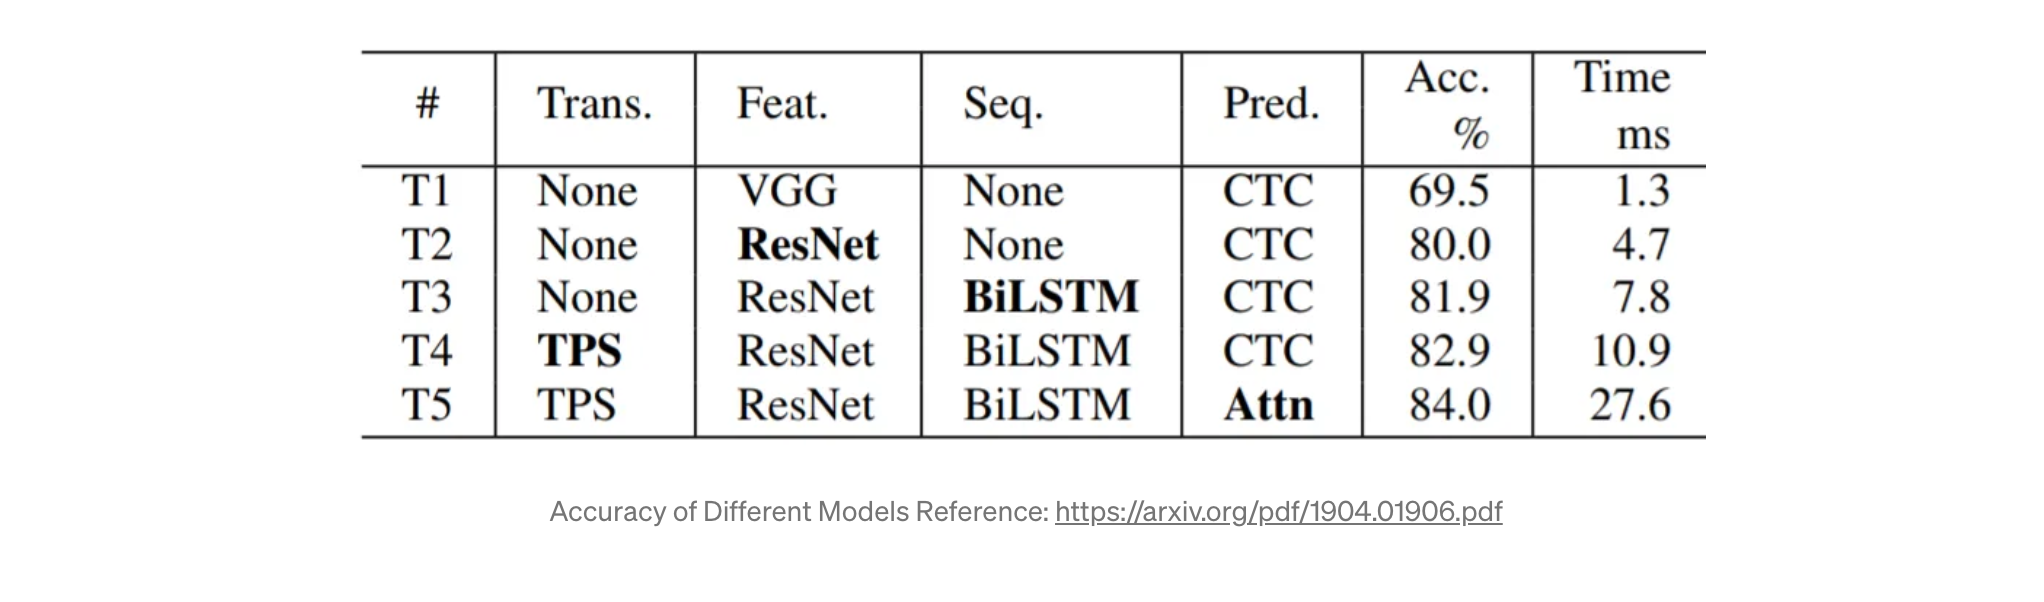 # Trans. Feat. Seq. Pred. Acc. % Time ms
T1 None VGG None CTC 69.5 1.3
T2 None ResNet None CTC 80.0 4.7
T3 None ResNet BiLSTM CTC 81.9 7.8
T4 TPS ResNet BiLSTM CTC 82.9 10.9
T5 TPS ResNet BiLSTM Attn 84.0 27.6
Accuracy of Different Models Reference: https://arxiv.org/pdf/1904.01906.pdf